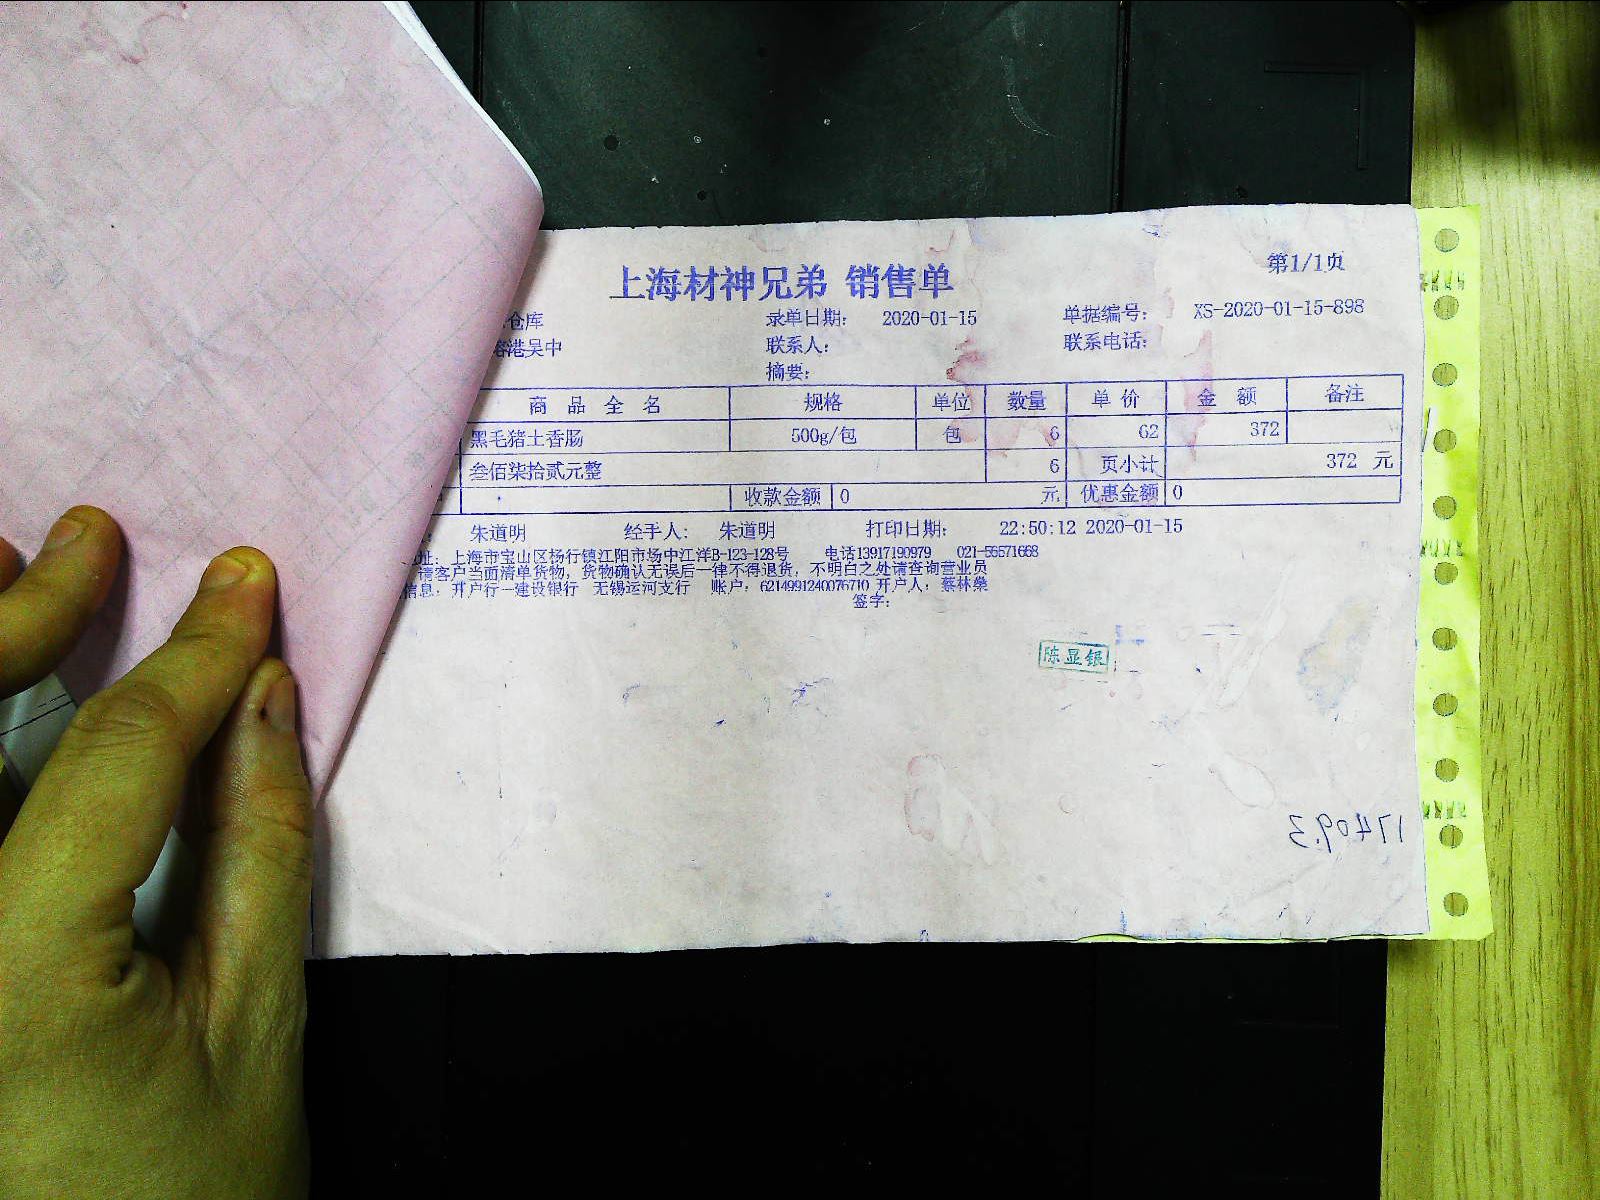 上海材神兄弟 销售单
第1/1页
仓库 录单日期: 2020-01-15 单据编号: XS-2020-01-15-898
港吴中 联系人: 联系电话:
摘要:
商品全名 规格 单位 数量 单价 金额 备注
黑毛猪土香肠 500g/包 包 6 62 372
叁佰柒拾贰元整 6 页小计 372 元
收款金额 0 元 优惠金额 0
朱道明 经手人: 朱道明 打印日期: 22:50:12 2020-01-15
址: 上海市宝山区杨行镇江阳市场中江洋B-123-128号 电话13917190979 021-56571668
请客户当面清单货物, 货物确认无误后一律不得退货, 不明白之处请查询营业员
信息: 开户行-建设银行 无锡运河支行 账户: 6214991240076710 开户人: 蔡林燊
签字:
陈显银
17409.3